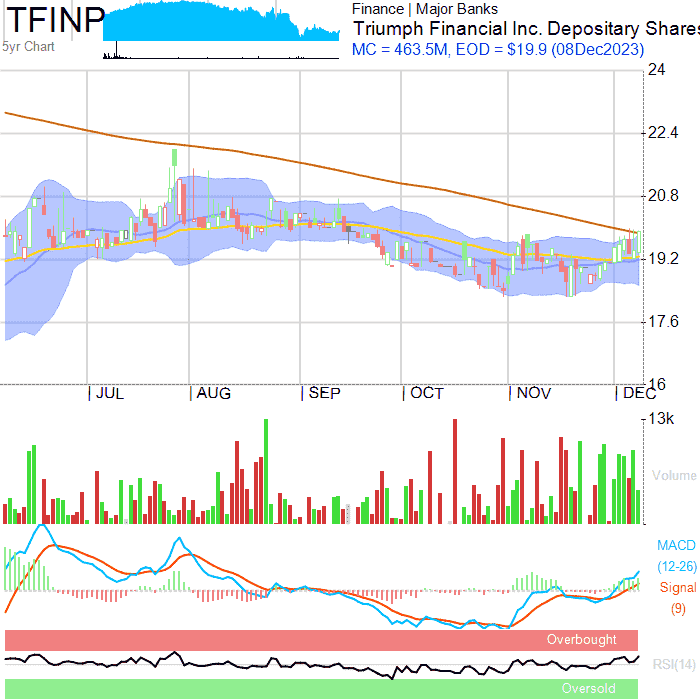 TFINP
5yr Chart
Finance | Major Banks
Triumph Financial Inc. Depositary Shares
MC = 463.5M, EOD = $19.9 (08Dec2023)
24
22.4
20.8
19.2
17.6
16
JUL AUG SEP OCT NOV DEC
13k
Volume
MACD
(12-26)
Signal
(9)
Overbought
RSI(14)
Oversold